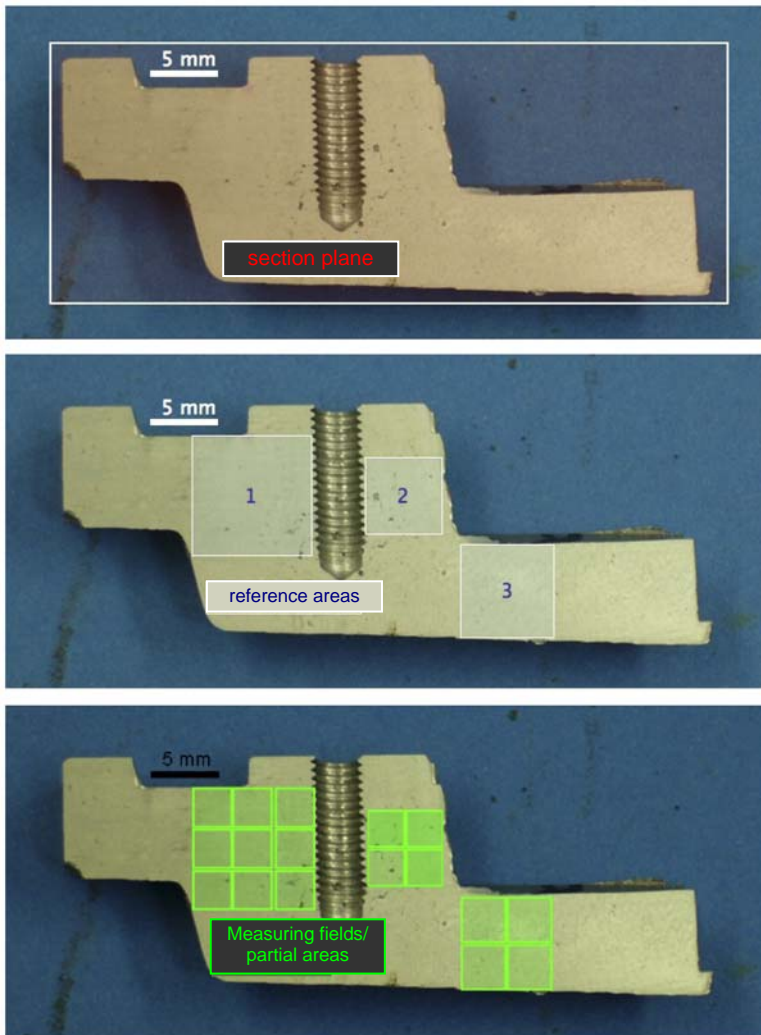 5 mm
section plane
5 mm
1
2
reference areas
3
5 mm
Measuring fields/
partial areas